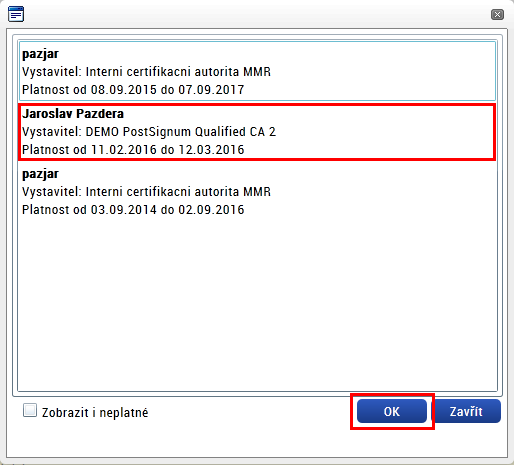 pazjar
Vystavitel: Interni certifikacni autorita MMR
Platnost od 08.09.2015 do 07.09.2017
Jaroslav Pazdera
Vystavitel: DEMO PostSignum Qualified CA 2
Platnost od 11.02.2016 do 12.03.2016
pazjar
Vystavitel: Interni certifikacni autorita MMR
Platnost od 03.09.2014 do 02.09.2016
Zobrazit i neplatné
OK
Zavřít